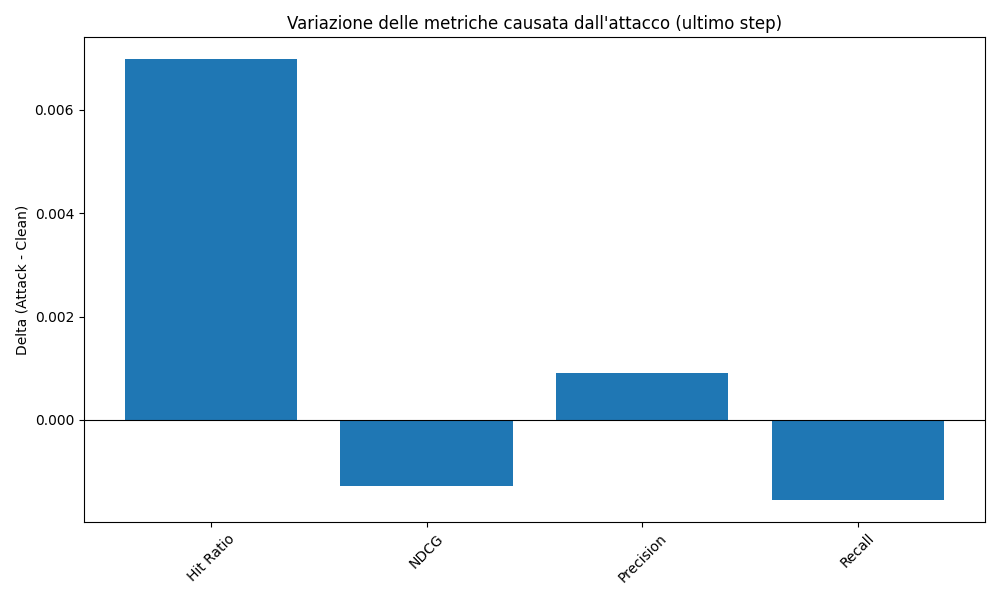 Variazione delle metriche causata dall'attacco (ultimo step)
Delta (Attack - Clean)
0.006
0.004
0.002
0.000
Hit Ratio
NDCG
Precision
Recall